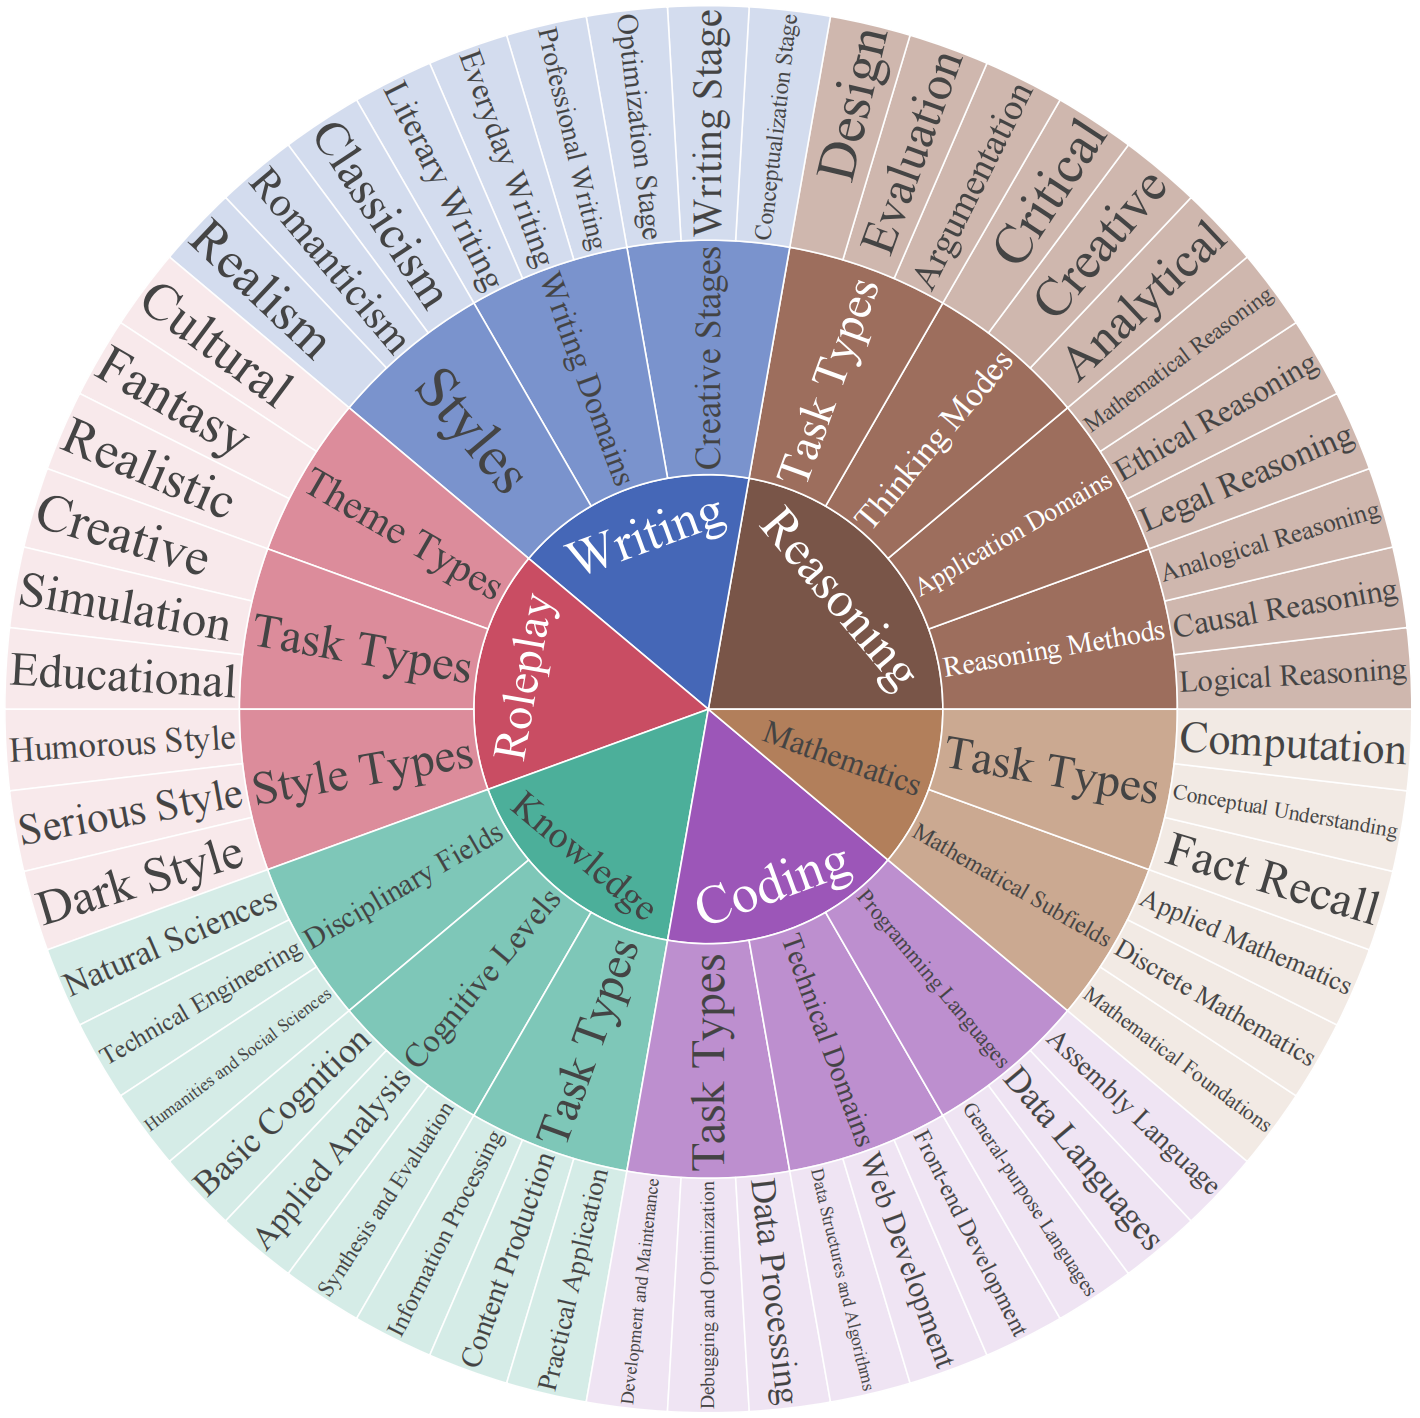 Writing
Creative Stages
Conceptualization Stage
Writing Stage
Optimization Stage
Writing Domains
Professional Writing
Everyday Writing
Literary Writing
Styles
Classicism
Romanticism
Realism
Roleplay
Theme Types
Cultural
Fantasy
Realistic
Task Types
Creative
Simulation
Educational
Style Types
Humorous Style
Serious Style
Dark Style
Knowledge
Disciplinary Fields
Natural Sciences
Technical Engineering
Humanities and Social Sciences
Cognitive Levels
Basic Cognition
Applied Analysis
Synthesis and Evaluation
Task Types
Information Processing
Content Production
Practical Application
Coding
Task Types
Development and Maintenance
Debugging and Optimization
Data Processing
Technical Domains
Data Structures and Algorithms
Web Development
Front-end Development
Programming Languages
General-purpose Languages
Data Languages
Assembly Language
Mathematics
Mathematical Subfields
Mathematical Foundations
Discrete Mathematics
Applied Mathematics
Task Types
Fact Recall
Conceptual Understanding
Computation
Reasoning
Reasoning Methods
Logical Reasoning
Causal Reasoning
Analogical Reasoning
Application Domains
Legal Reasoning
Ethical Reasoning
Mathematical Reasoning
Thinking Modes
Analytical
Creative
Critical
Task Types
Argumentation
Evaluation
Design